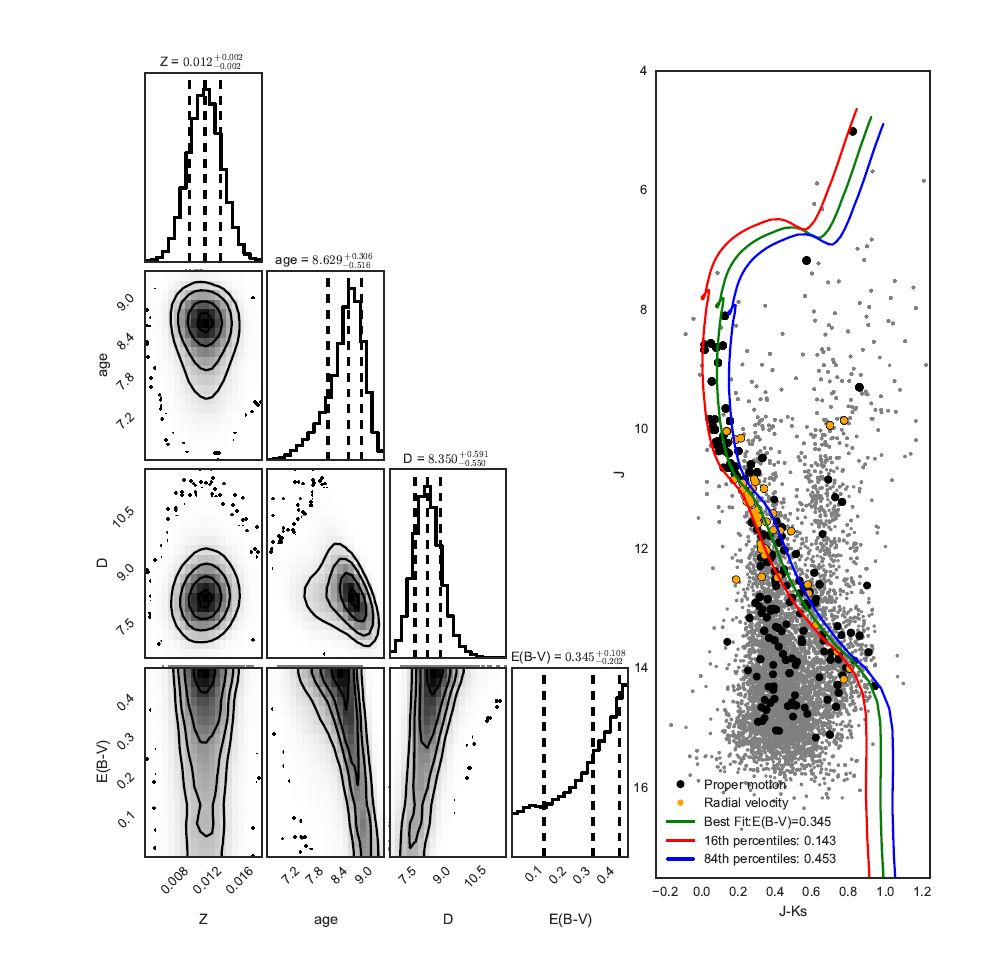 Z = 0.012 +0.002 −0.002
age = 8.629 +0.306 −0.516
D = 8.350 +0.591 −0.550
E(B-V) = 0.345 +0.108 −0.202
age
9.0
8.4
7.8
7.2
D
10.5
9.0
7.5
E(B-V)
0.4
0.3
0.2
0.1
0.008 0.012 0.016
Z
7.2 7.8 8.4 9.0
age
7.5 9.0 10.5
D
0.1 0.2 0.3 0.4
E(B-V)
4
6
8
10
12
14
16
J
Proper motion
Radial velocity
Best Fit:E(B-V)=0.345
16th percentiles: 0.143
84th percentiles: 0.453
−0.2 0.0 0.2 0.4 0.6 0.8 1.0 1.2
J-Ks